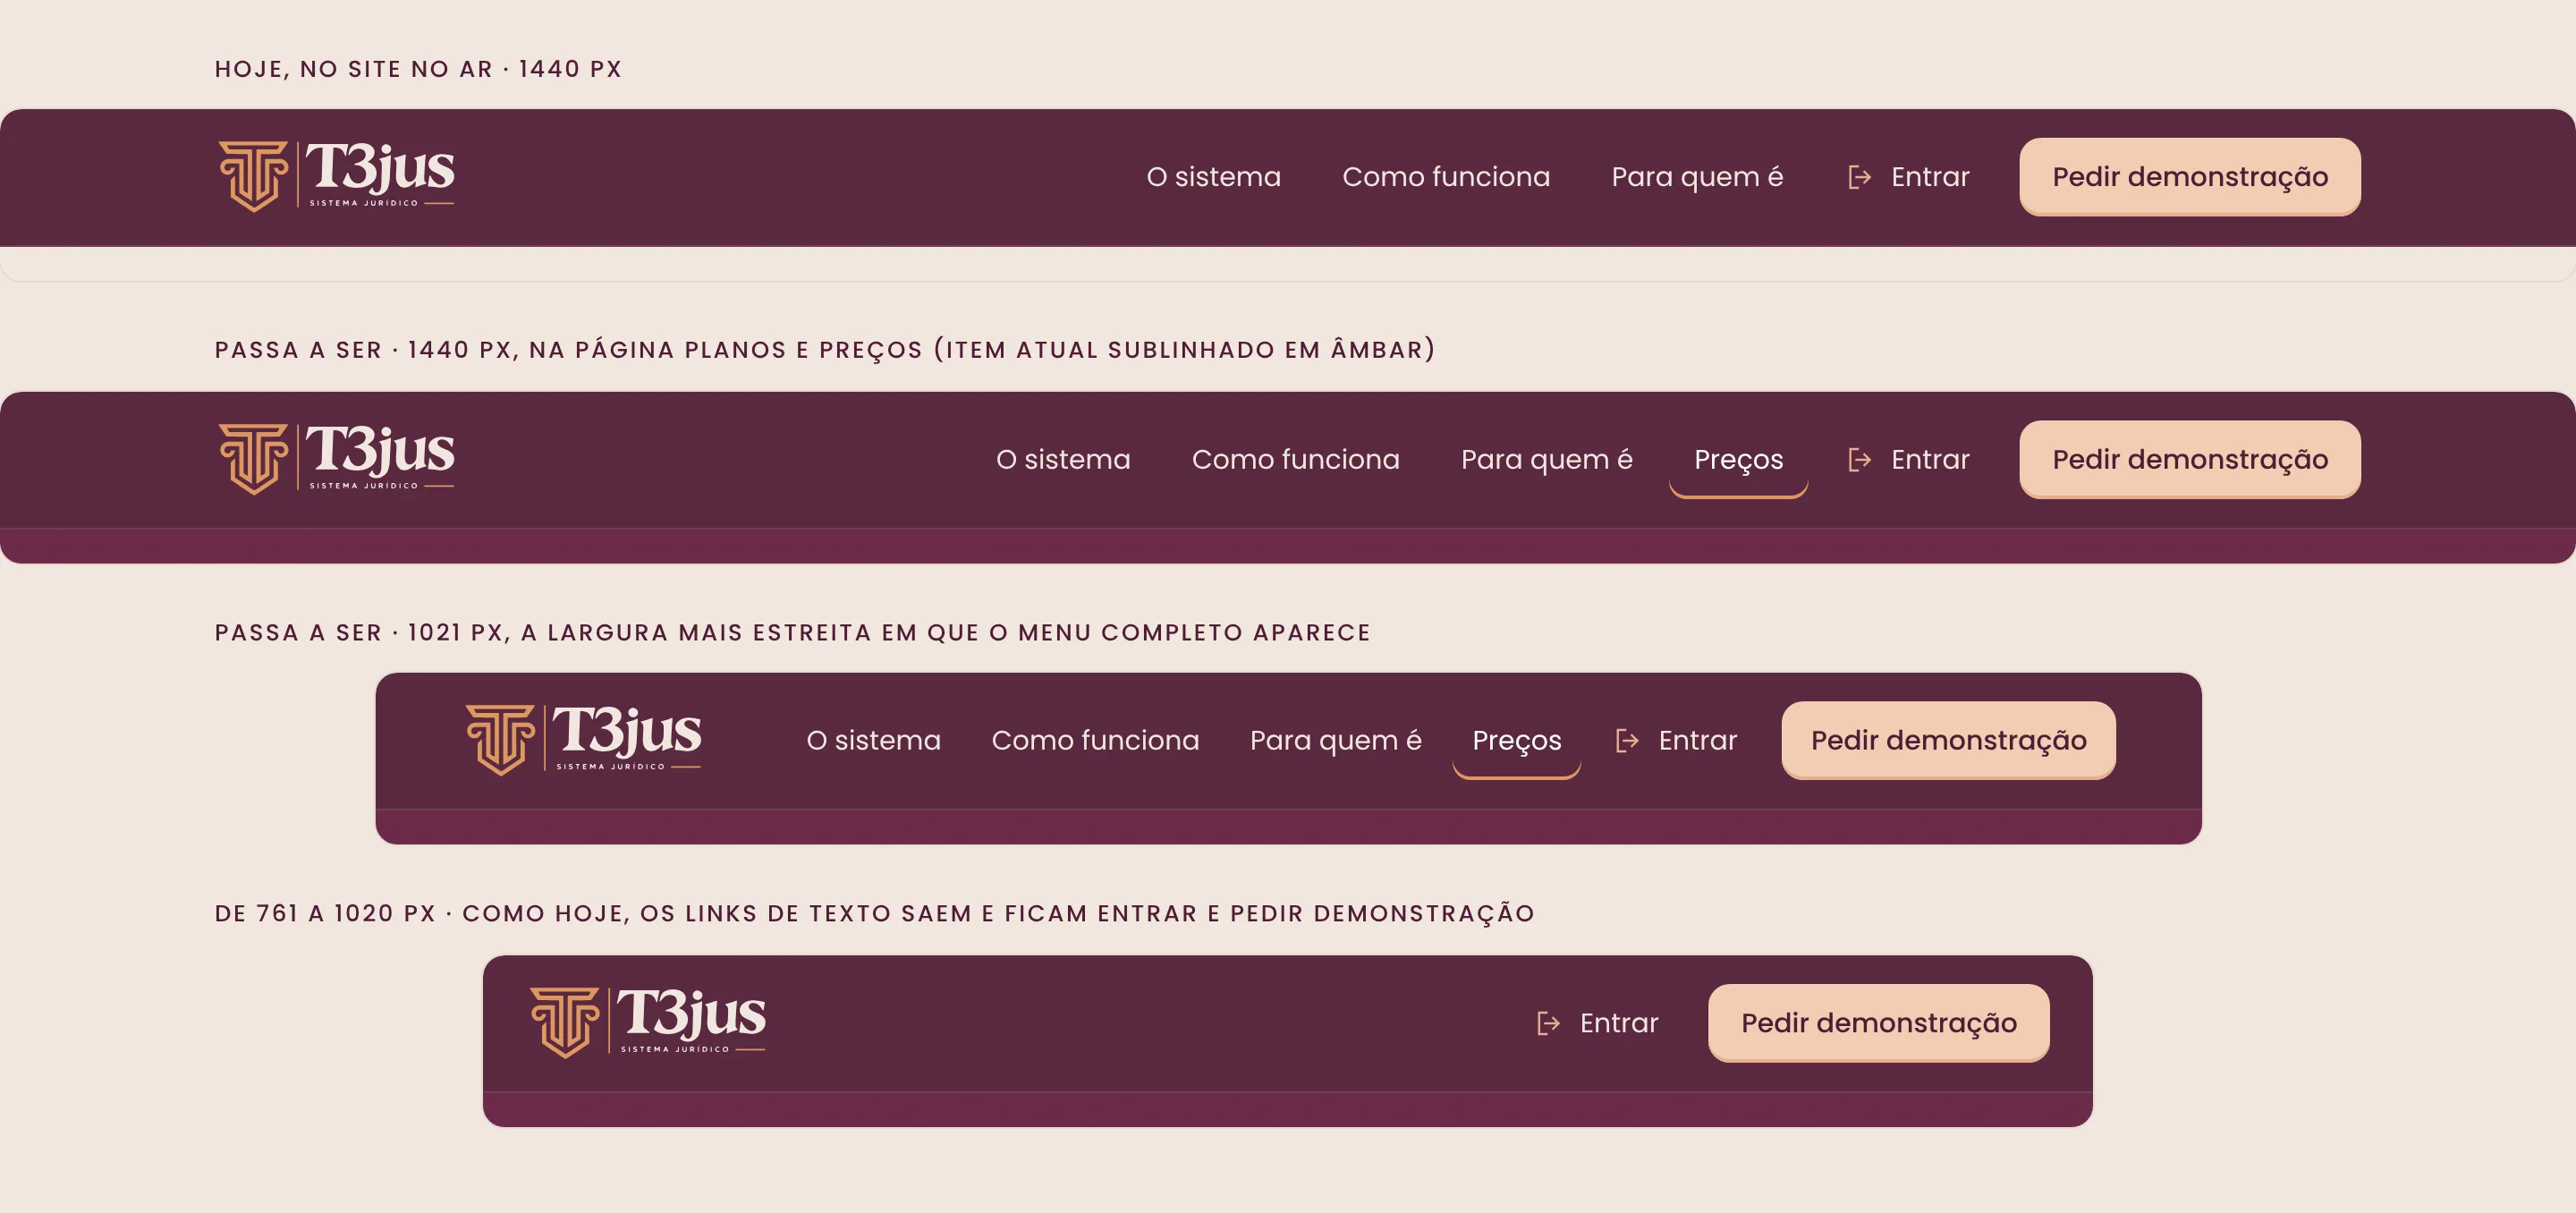 HOJE, NO SITE NO AR · 1440 PX
T3jus
SISTEMA JURÍDICO
O sistema Como funciona Para quem é Entrar Pedir demonstração
PASSA A SER · 1440 PX, NA PÁGINA PLANOS E PREÇOS (ITEM ATUAL SUBLINHADO EM ÂMBAR)
T3jus
SISTEMA JURÍDICO
O sistema Como funciona Para quem é Preços Entrar Pedir demonstração
PASSA A SER · 1021 PX, A LARGURA MAIS ESTREITA EM QUE O MENU COMPLETO APARECE
T3jus
SISTEMA JURÍDICO
O sistema Como funciona Para quem é Preços Entrar Pedir demonstração
DE 761 A 1020 PX · COMO HOJE, OS LINKS DE TEXTO SAEM E FICAM ENTRAR E PEDIR DEMONSTRAÇÃO
T3jus
SISTEMA JURÍDICO
Entrar Pedir demonstração